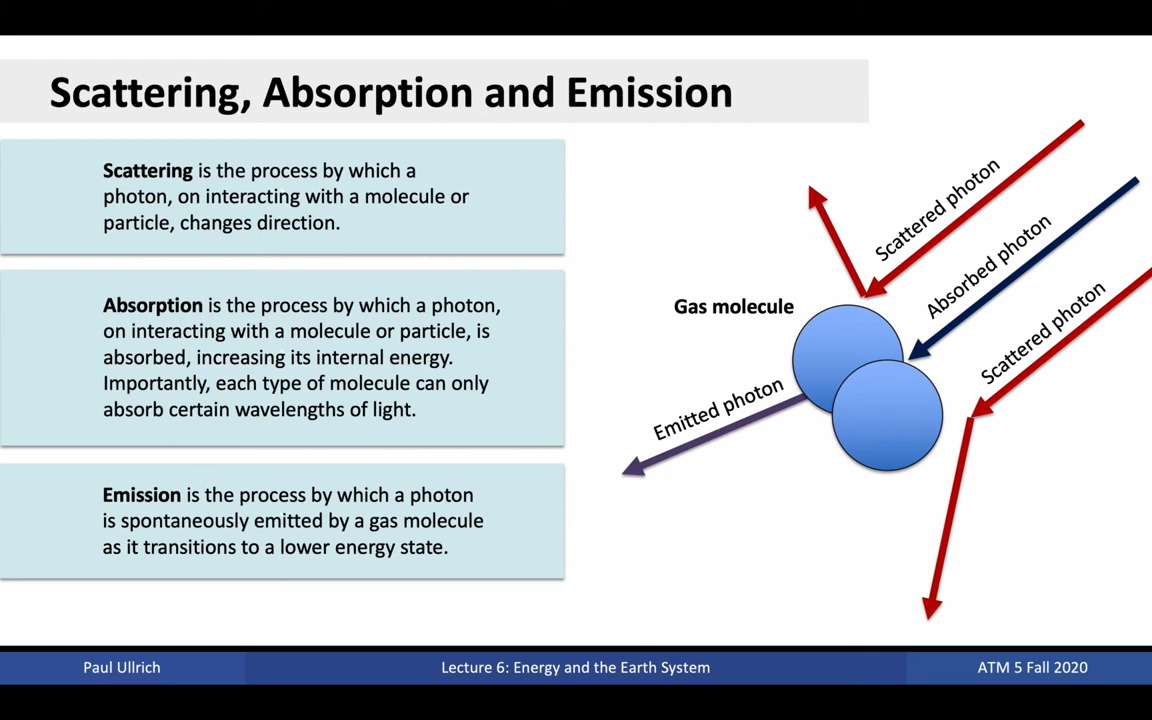 Scattering, Absorption and Emission
Scattering is the process by which a
photon, on interacting with a molecule or
particle, changes direction.
Absorption is the process by which a photon,
on interacting with a molecule or particle, is
absorbed, increasing its internal energy.
Importantly, each type of molecule can only
absorb certain wavelengths of light.
Emission is the process by which a photon
is spontaneously emitted by a gas molecule
as it transitions to a lower energy state.
Scattered photon
Absorbed photon
Scattered photon
Gas molecule
Emitted photon
Paul Ullrich
Lecture 6: Energy and the Earth System
ATM 5 Fall 2020